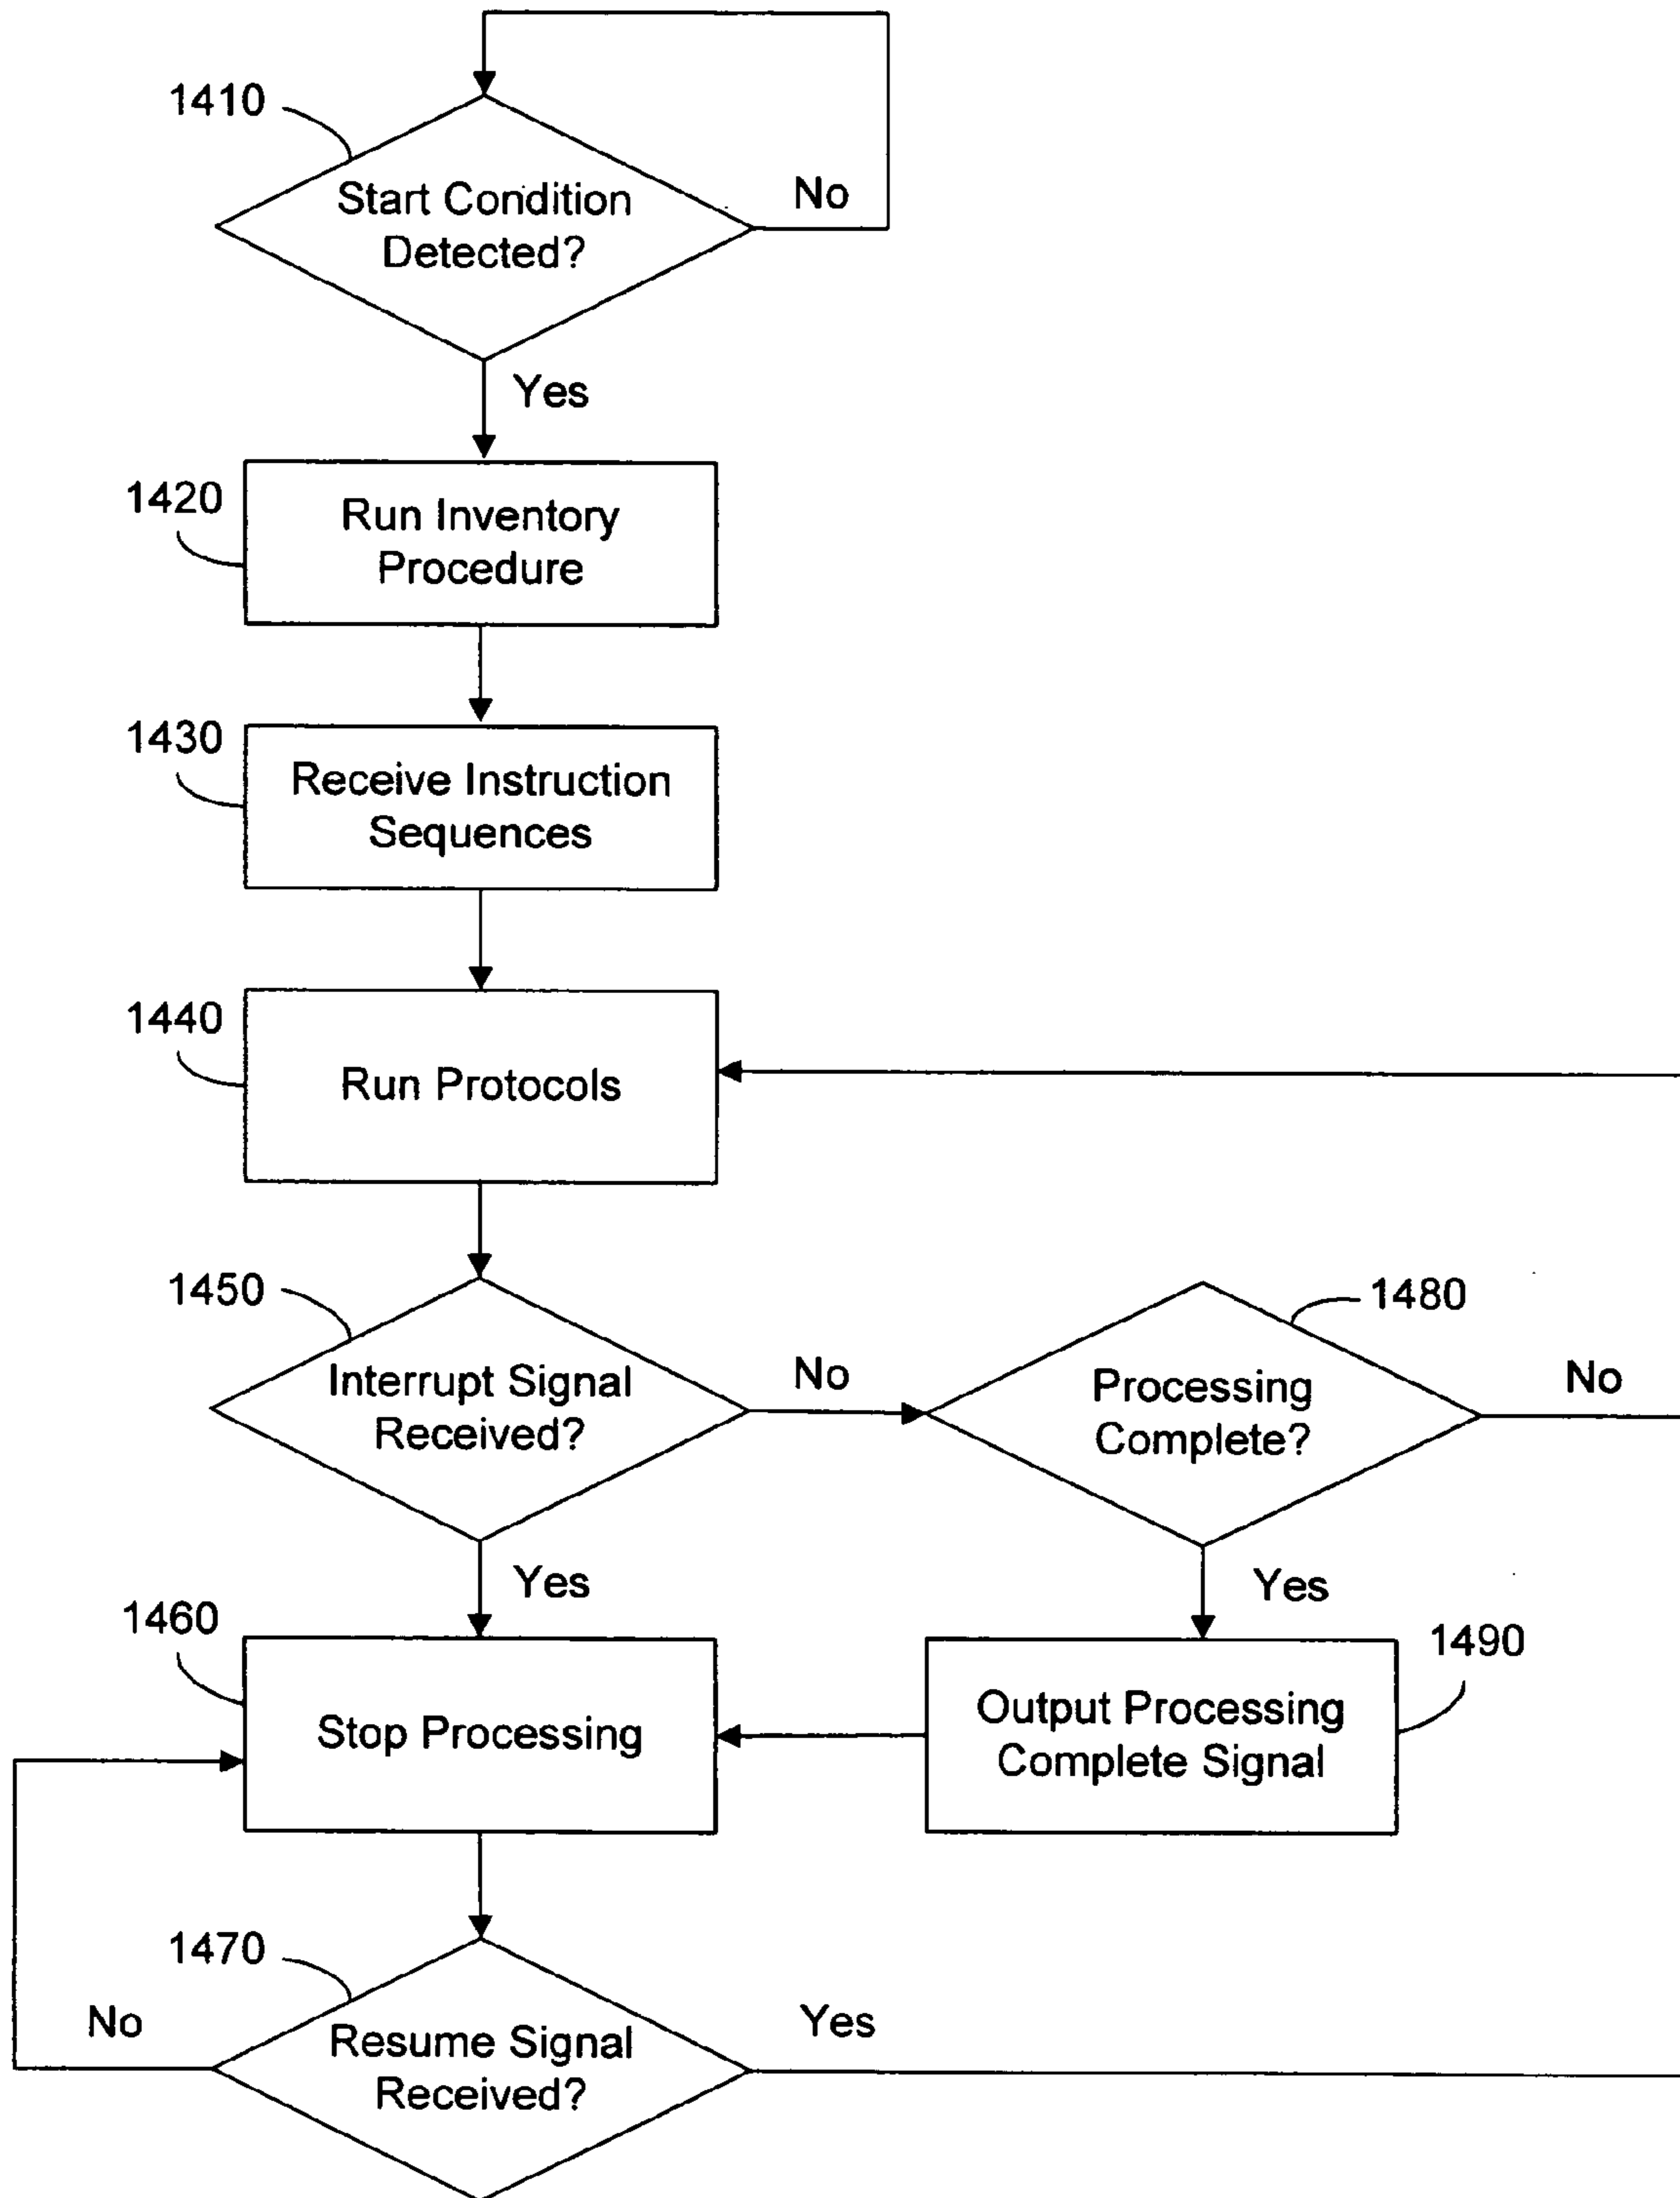 1410
Start Condition
Detected?
No
Yes
1420
Run Inventory
Procedure
1430
Receive Instruction
Sequences
1440
Run Protocols
1450
Interrupt Signal
Received?
No
1480
Processing
Complete?
No
Yes
Yes
1460
Stop Processing
1490
Output Processing
Complete Signal
1470
No
Resume Signal
Received?
Yes